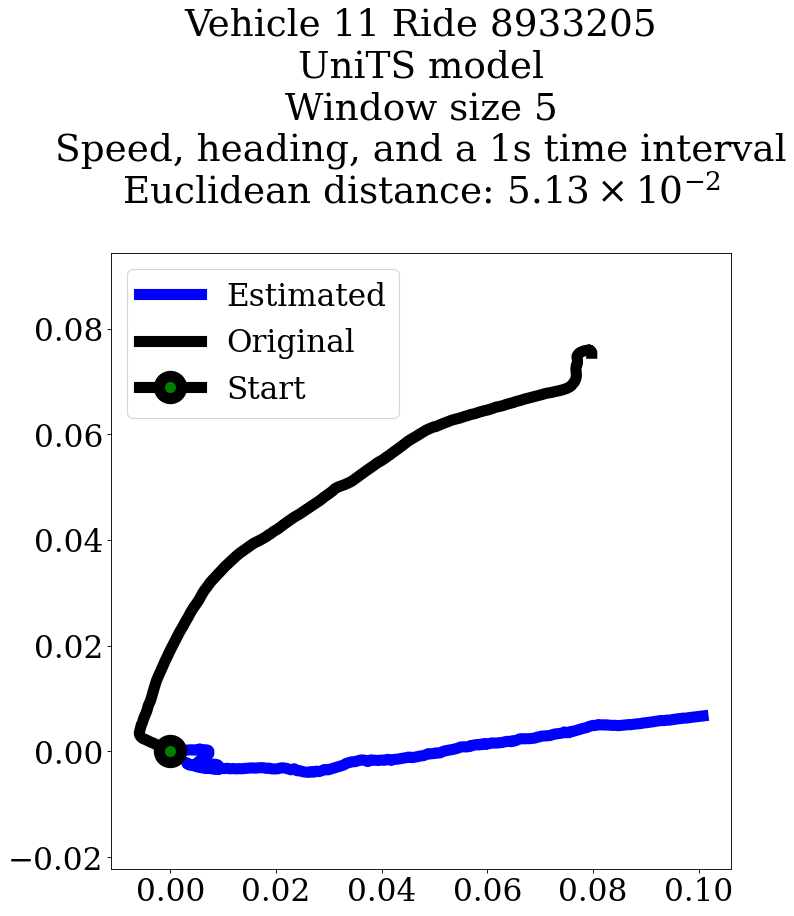 Vehicle 11 Ride 8933205
UniTS model
Window size 5
Speed, heading, and a 1s time interval
Euclidean distance: 5.13 × 10⁻²
Estimated
Original
Start
0.08
0.06
0.04
0.02
0.00
−0.02
0.00 0.02 0.04 0.06 0.08 0.10